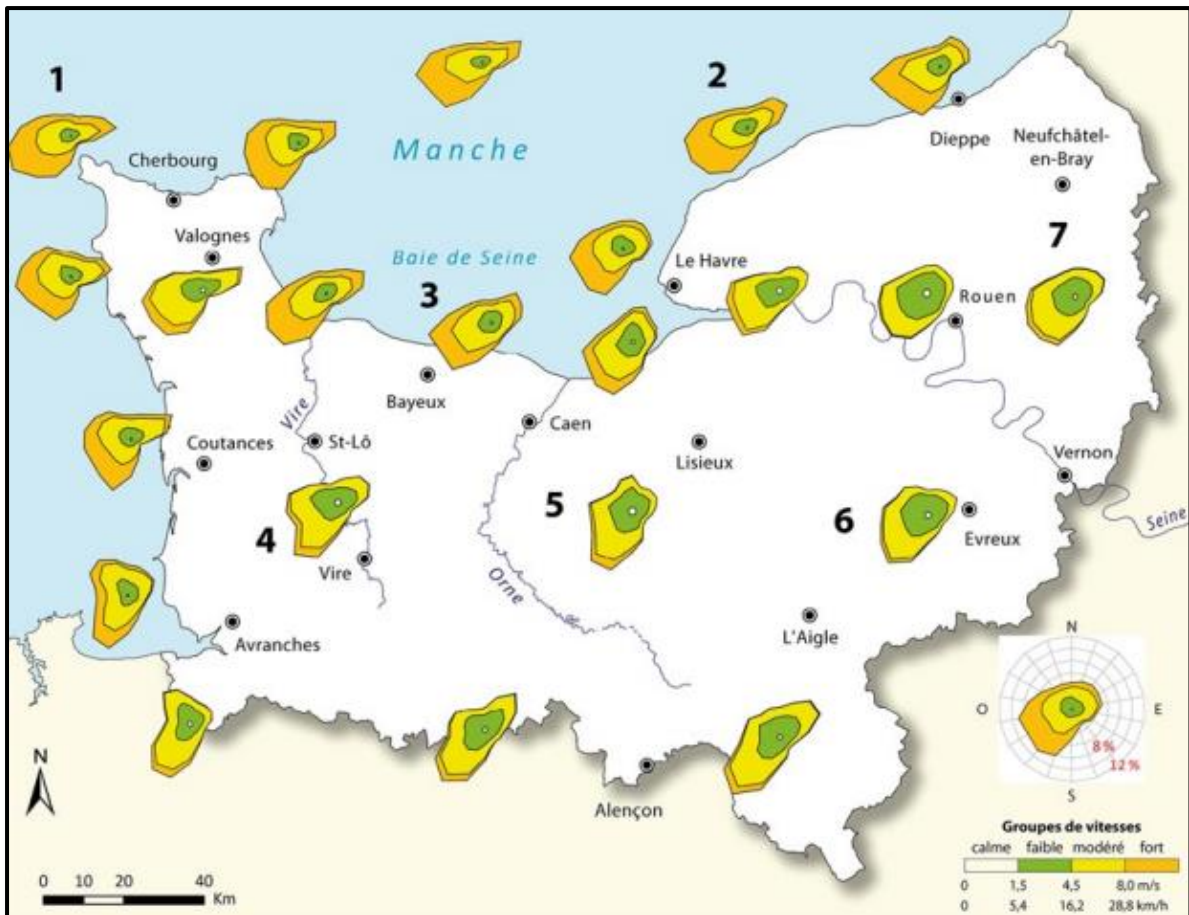 1
2
Manche
Dieppe
Neufchâtel-
en-Bray
Cherbourg
Valognes
7
Baie de Seine
Le Havre
3
Rouen
Bayeux
Vire
Caen
Coutances
St-Lô
Lisieux
Vernon
5
6
4
Seine
Evreux
Vire
Orne
L'Aigle
Avranches
N
O
E
8 %
12 %
S
N
Alençon
Groupes de vitesses
calme faible modéré fort
0 1,5 4,5 8,0 m/s
0 5,4 16,2 28,8 km/h
0 10 20 40
Km